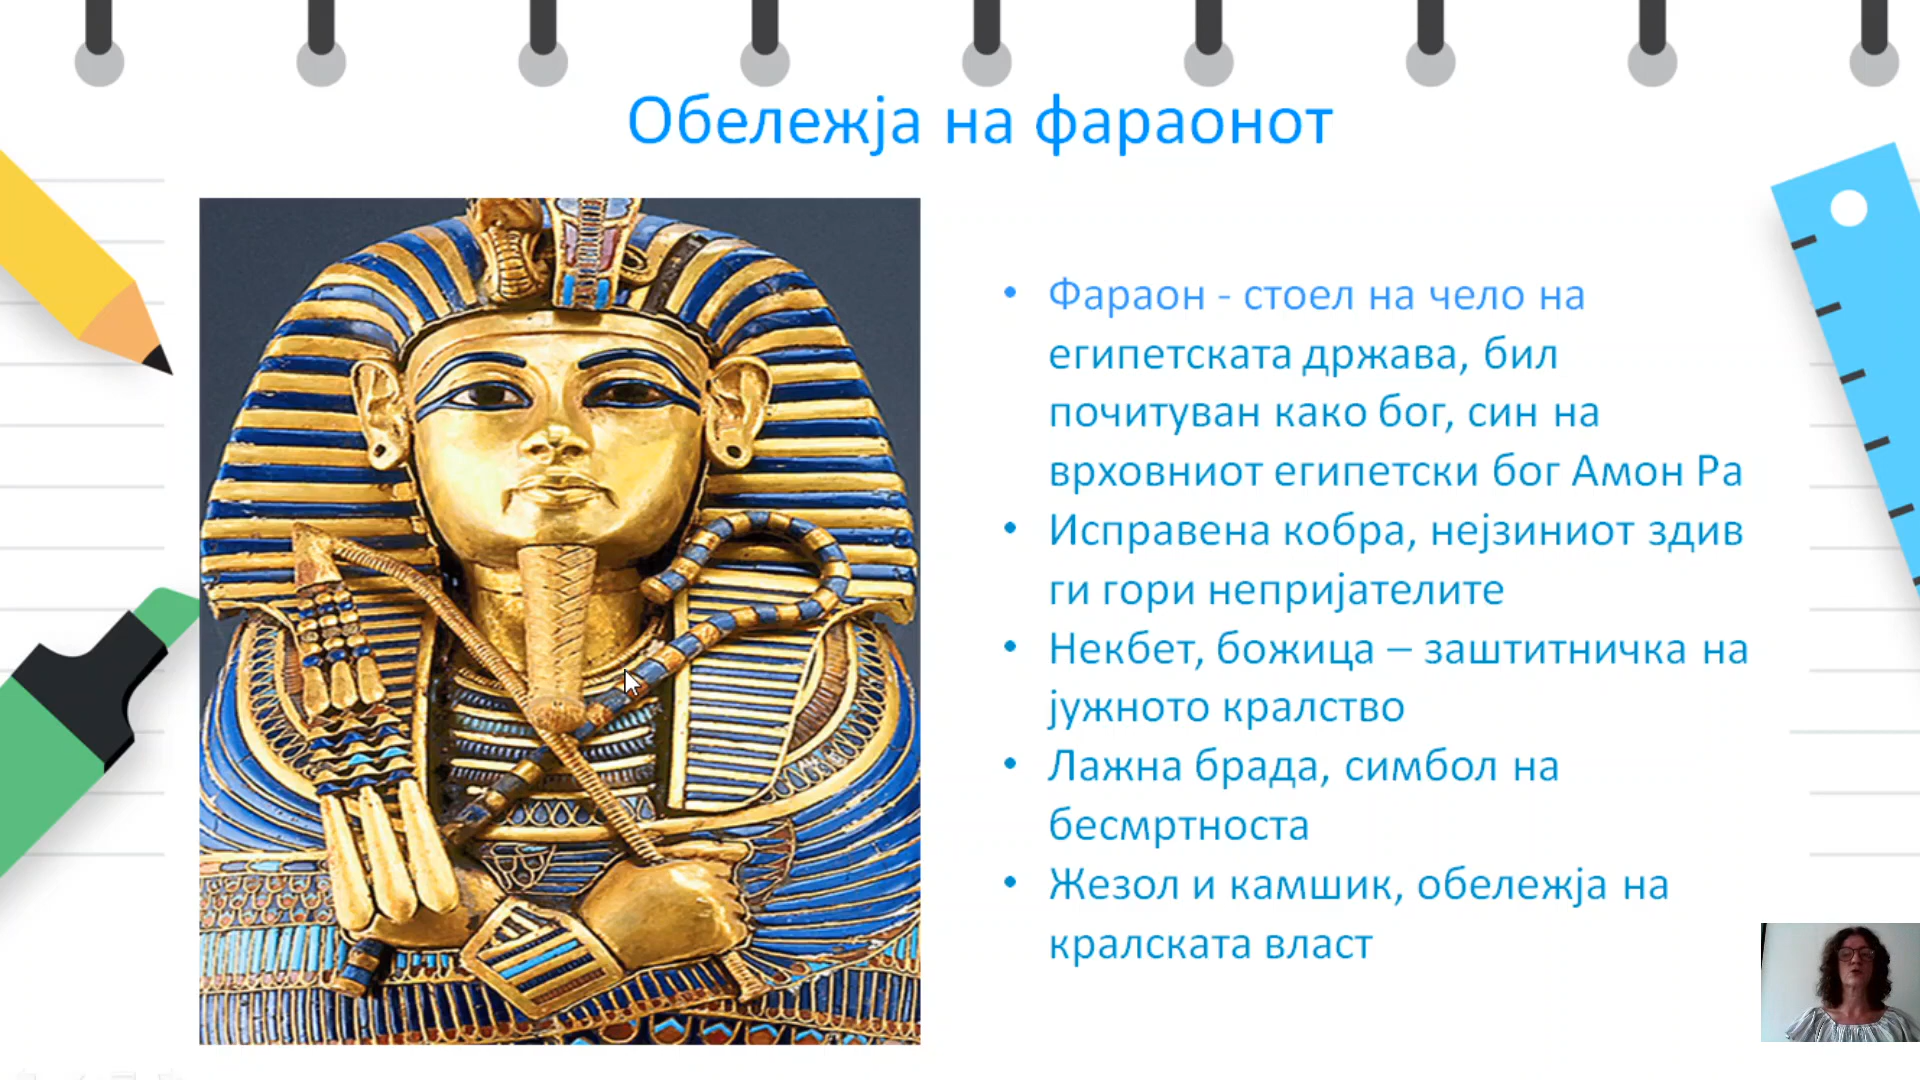 Обележја на фараонот
• Фараон - стоел на чело на
египетската држава, бил
почитуван како бог, син на
врховниот египетски бог Амон Ра
• Исправена кобра, нејзиниот здив
ги гори непријателите
• Некбет, божица – заштитничка на
јужното кралство
• Лажна брада, симбол на
бесмртноста
• Жезол и камшик, обележја на
кралската власт